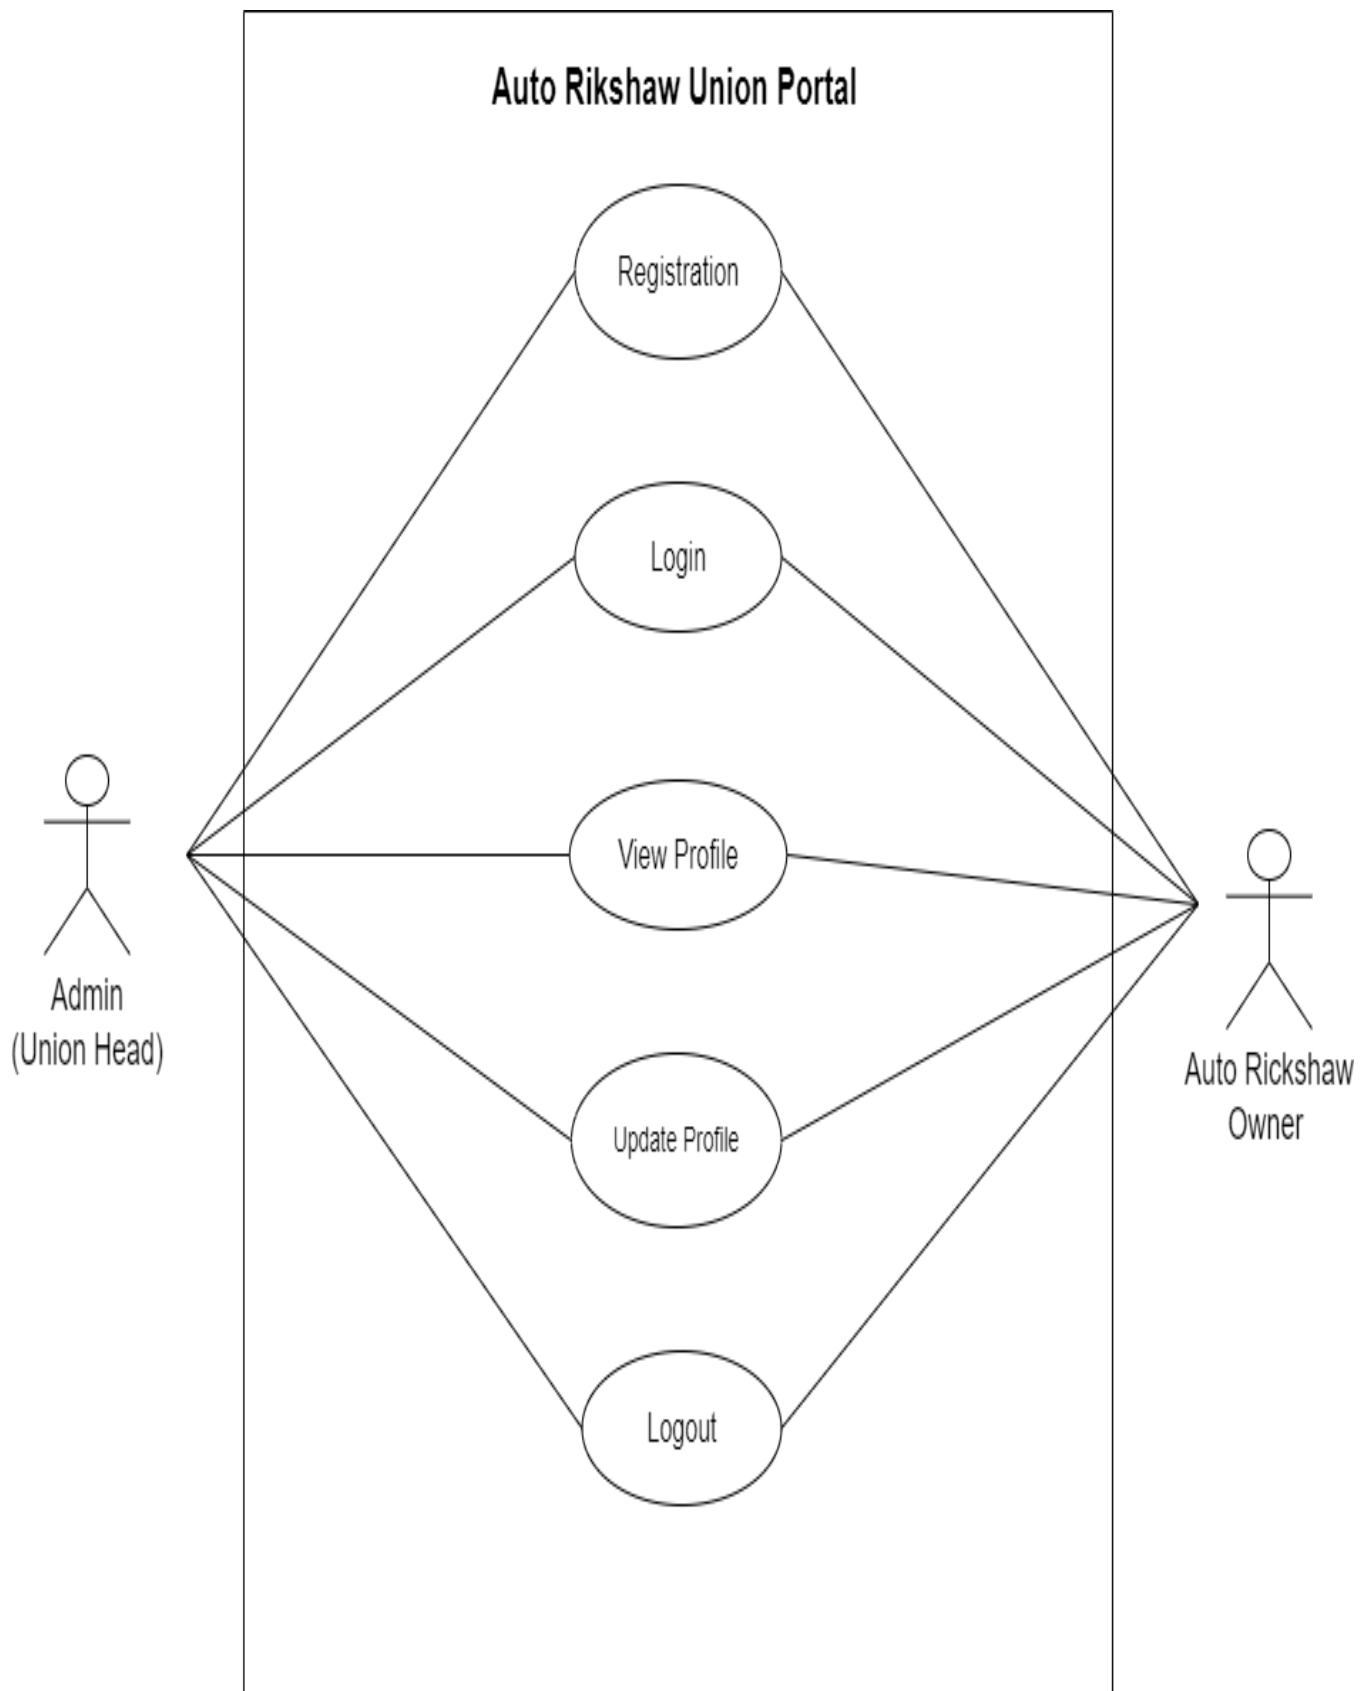 Auto Rikshaw Union Portal
Registration
Login
View Profile
Update Profile
Logout
Admin
(Union Head)
Auto Rickshaw
Owner